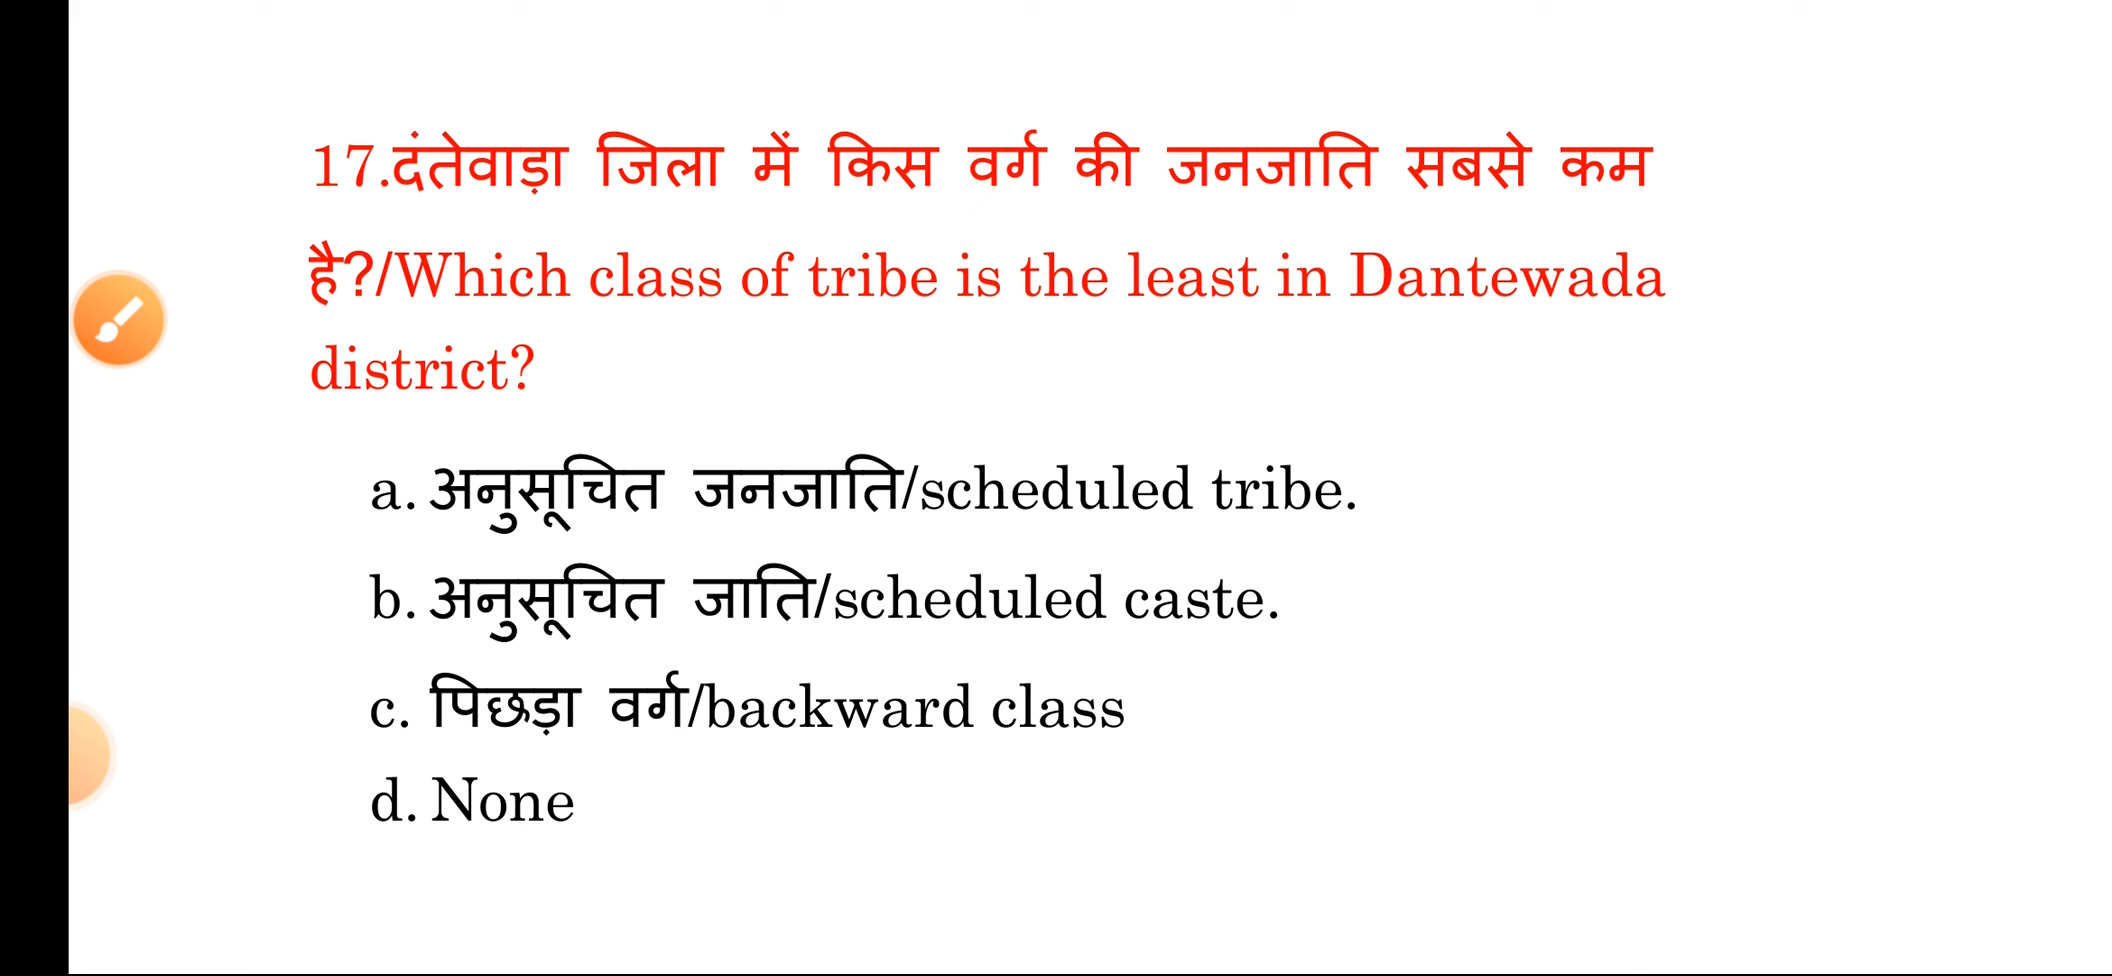 17.दंतेवाड़ा जिला में किस वर्ग की जनजाति सबसे कम
है?/Which class of tribe is the least in Dantewada
district?
a. अनुसूचित जनजाति/scheduled tribe.
b. अनुसूचित जाति/scheduled caste.
c. पिछड़ा वर्ग/backward class
d. None